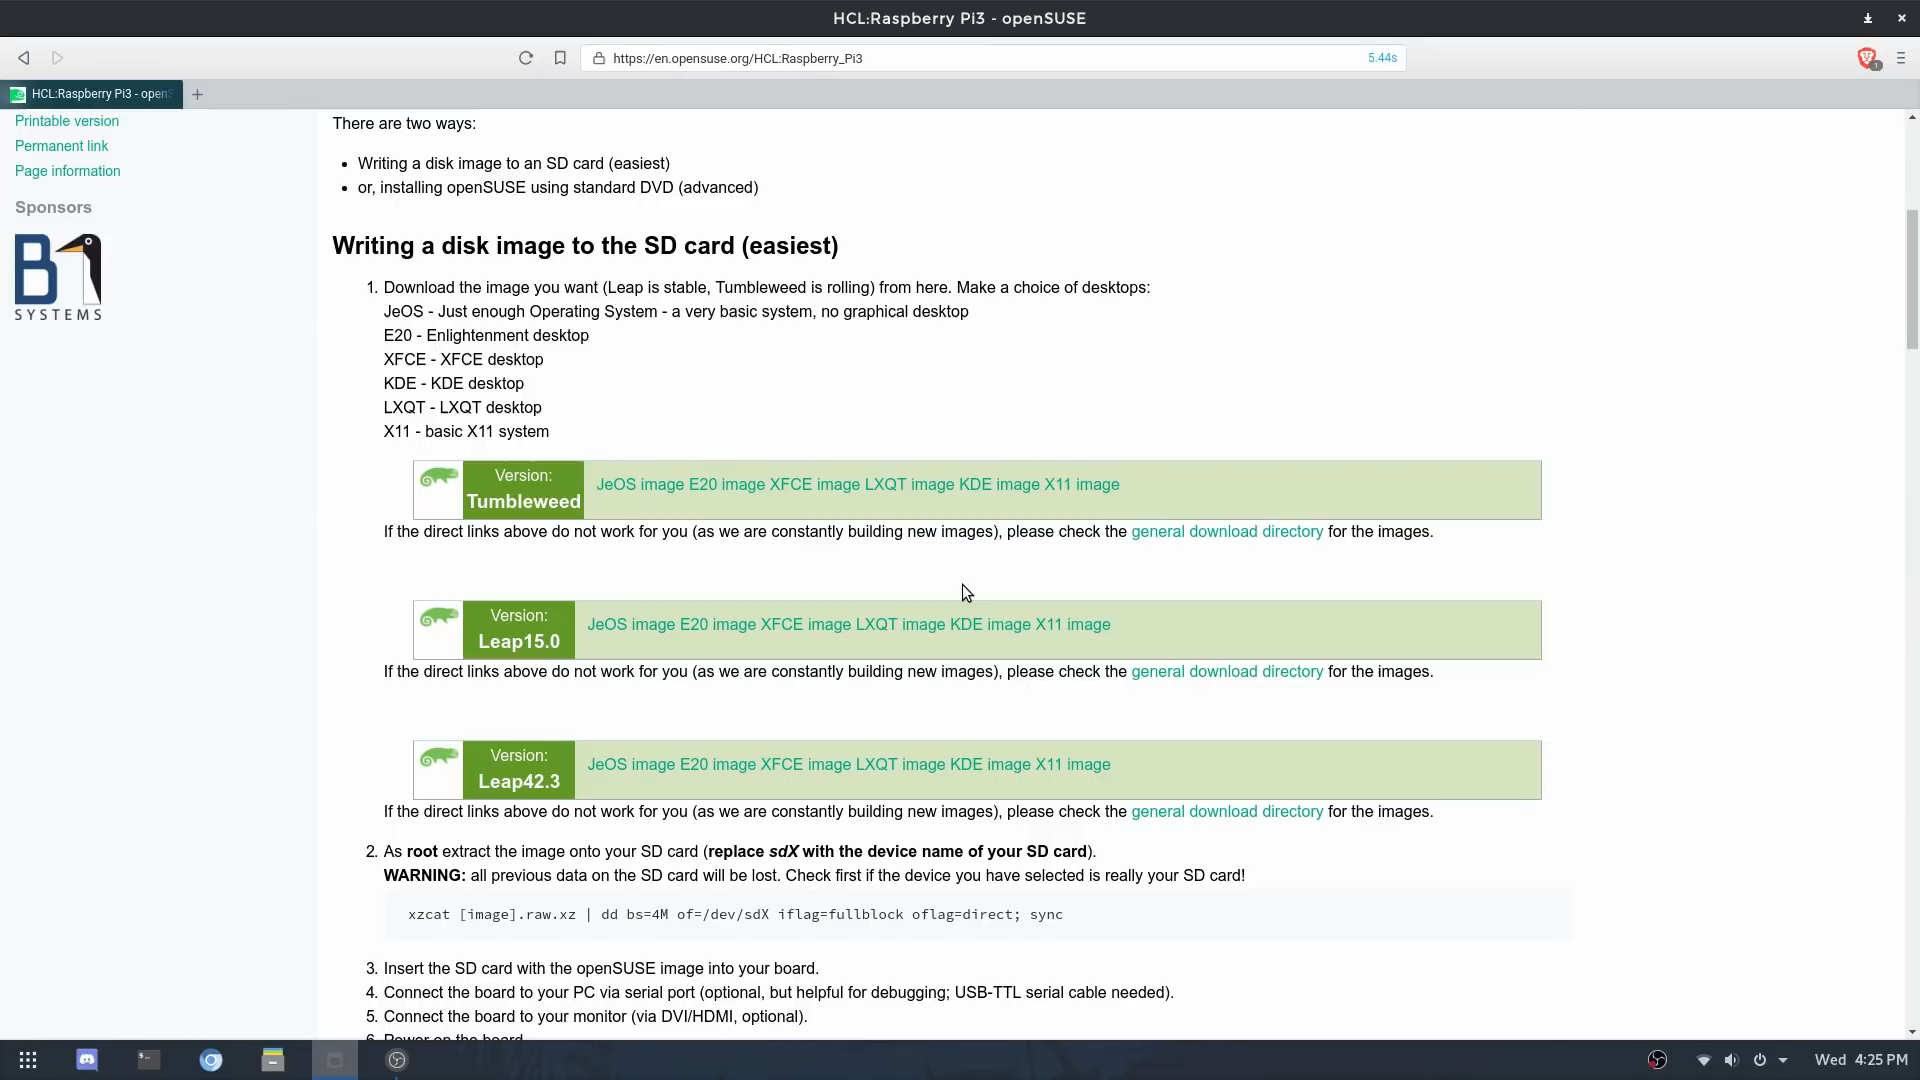 HCL:Raspberry Pi3 - openSUSE
https://en.opensuse.org/HCL:Raspberry_Pi3
5.44s
1
HCL:Raspberry Pi3 - openS
Printable version
Permanent link
Page information
Sponsors
B1
SYSTEMS
There are two ways:
Writing a disk image to an SD card (easiest)
or, installing openSUSE using standard DVD (advanced)
Writing a disk image to the SD card (easiest)
1. Download the image you want (Leap is stable, Tumbleweed is rolling) from here. Make a choice of desktops:
JeOS - Just enough Operating System - a very basic system, no graphical desktop
E20 - Enlightenment desktop
XFCE - XFCE desktop
KDE - KDE desktop
LXQT - LXQT desktop
X11 - basic X11 system
Version:
Tumbleweed
JeOS image E20 image XFCE image LXQT image KDE image X11 image
If the direct links above do not work for you (as we are constantly building new images), please check the general download directory for the images.
Version:
Leap15.0
JeOS image E20 image XFCE image LXQT image KDE image X11 image
If the direct links above do not work for you (as we are constantly building new images), please check the general download directory for the images.
Version:
Leap42.3
JeOS image E20 image XFCE image LXQT image KDE image X11 image
If the direct links above do not work for you (as we are constantly building new images), please check the general download directory for the images.
2. As root extract the image onto your SD card (replace sdX with the device name of your SD card).
WARNING: all previous data on the SD card will be lost. Check first if the device you have selected is really your SD card!
xzcat [image].raw.xz | dd bs=4M of=/dev/sdX iflag=fullblock oflag=direct; sync
3. Insert the SD card with the openSUSE image into your board.
4. Connect the board to your PC via serial port (optional, but helpful for debugging; USB-TTL serial cable needed).
5. Connect the board to your monitor (via DVI/HDMI, optional).
6. Power on the board
Wed 4:25 PM